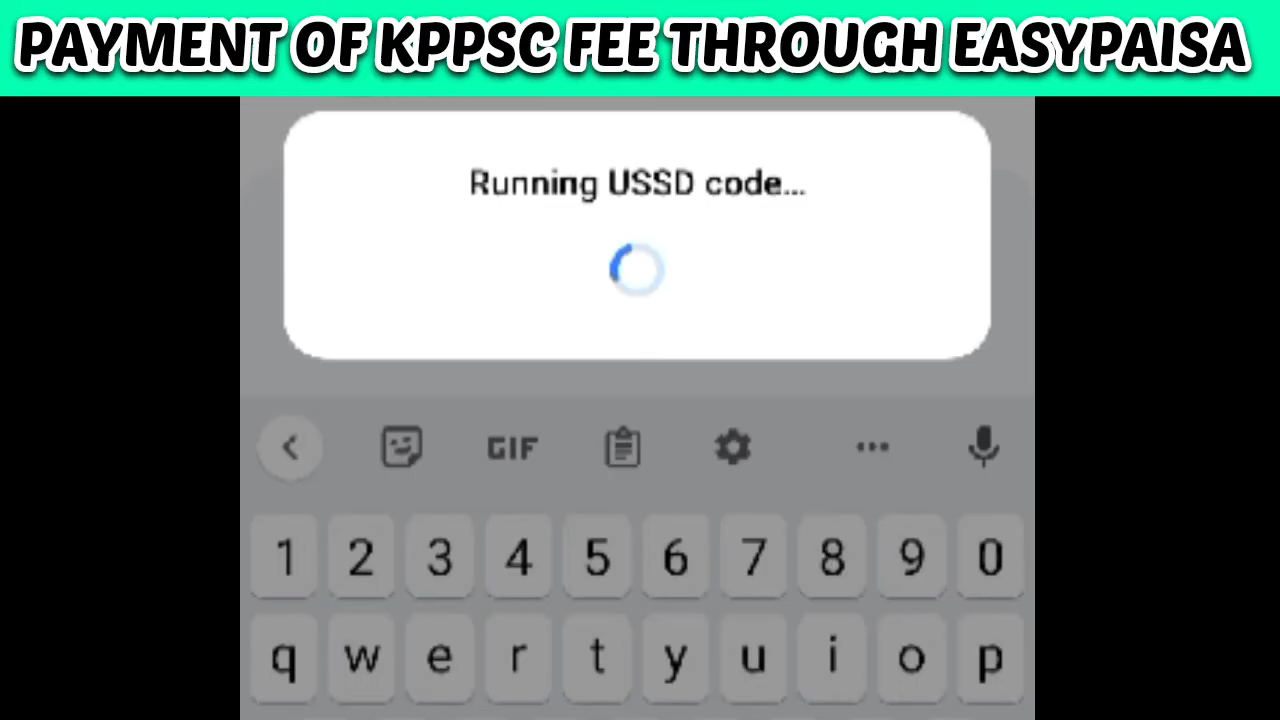 PAYMENT OF KPPSC FEE THROUGH EASYPAISA
Running USSD code...
GIF
1 2 3 4 5 6 7 8 9 0
q w e r t y u i o p